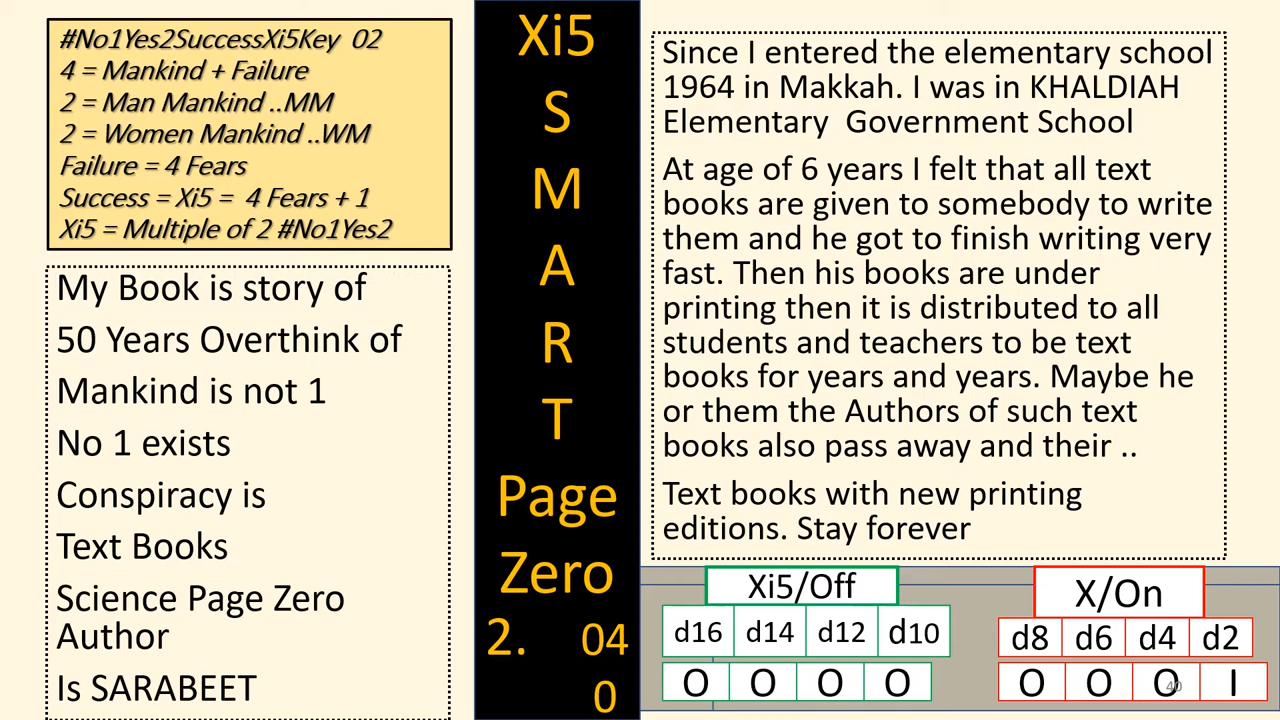 #No1Yes2SuccessXi5Key 02
4 = Mankind + Failure
2 = Man Mankind ..MM
2 = Women Mankind ..WM
Failure = 4 Fears
Success = Xi5 = 4 Fears + 1
Xi5 = Multiple of 2 #No1Yes2
My Book is story of
50 Years Overthink of
Mankind is not 1
No 1 exists
Conspiracy is
Text Books
Science Page Zero
Author
Is SARABEET
Xi5
S
M
A
R
T
Page
Zero
2. 04
0
Since I entered the elementary school
1964 in Makkah. I was in KHALDIAH
Elementary Government School
At age of 6 years I felt that all text
books are given to somebody to write
them and he got to finish writing very
fast. Then his books are under
printing then it is distributed to all
students and teachers to be text
books for years and years. Maybe he
or them the Authors of such text
books also pass away and their ..
Text books with new printing
editions. Stay forever
Xi5/Off
d16 d14 d12 d10
O O O O
X/On
d8 d6 d4 d2
O O O I
40